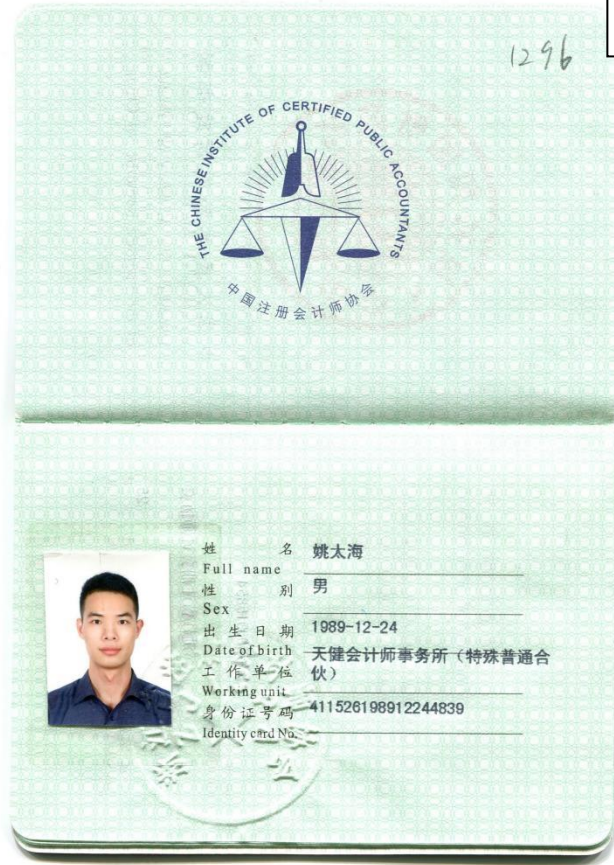 1296
THE CHINESE INSTITUTE OF CERTIFIED PUBLIC ACCOUNTANTS
中国注册会计师协会
姓 名 姚太海
Full name
性 别 男
Sex
出生日期 1989-12-24
Date of birth
工作单位 天健会计师事务所（特殊普通合
伙）
Working unit
身份证号码 411526198912244839
Identity card No.